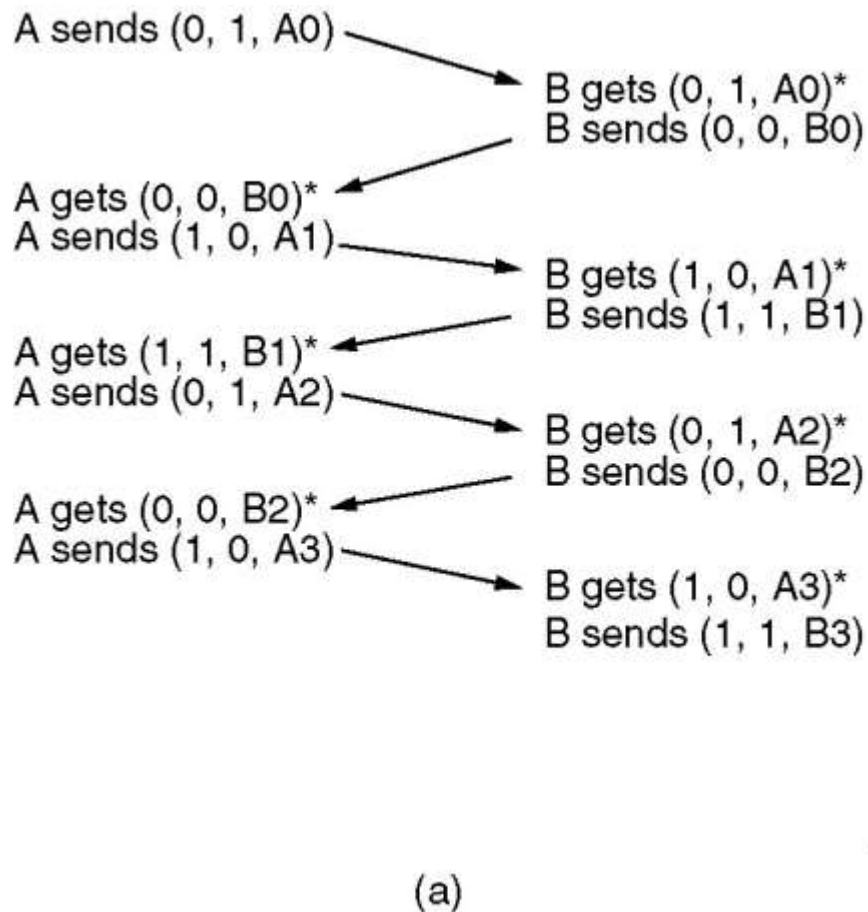 A sends (0, 1, A0)
B gets (0, 1, A0)*
B sends (0, 0, B0)
A gets (0, 0, B0)*
A sends (1, 0, A1)
B gets (1, 0, A1)*
B sends (1, 1, B1)
A gets (1, 1, B1)*
A sends (0, 1, A2)
B gets (0, 1, A2)*
B sends (0, 0, B2)
A gets (0, 0, B2)*
A sends (1, 0, A3)
B gets (1, 0, A3)*
B sends (1, 1, B3)
(a)